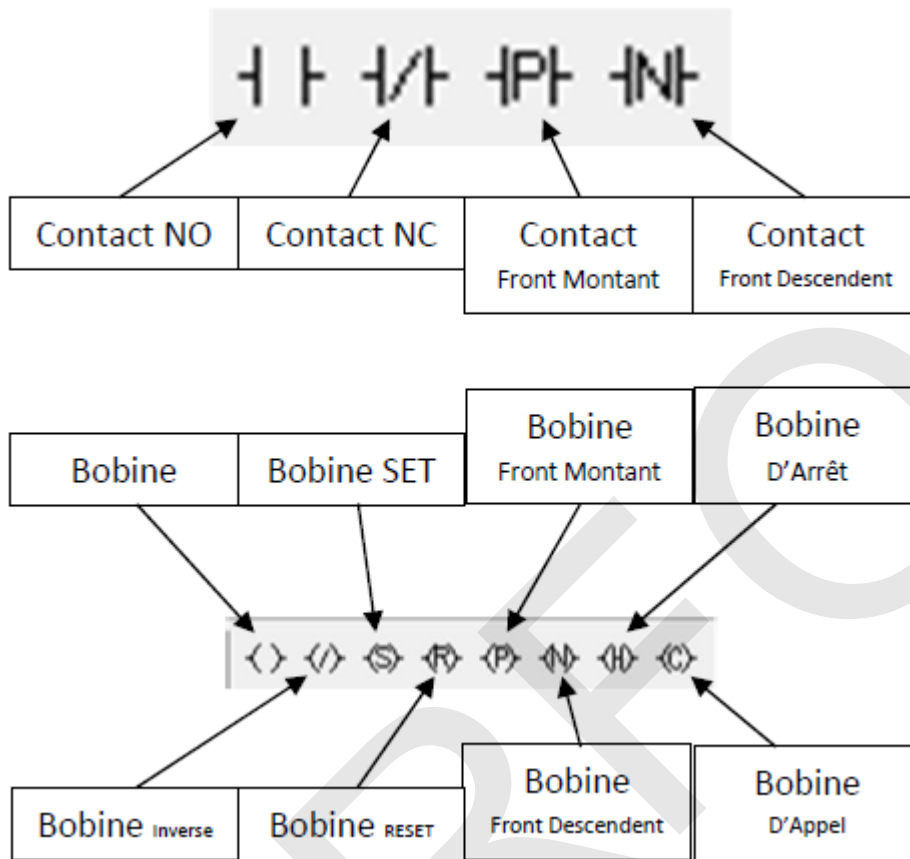 P N
Contact NO Contact NC Contact Contact
Front Montant Front Descendent
Bobine Bobine
Bobine Bobine SET Front Montant D'Arrêt
( ) (/) (S) (R) (P) (N) (H) (C)
Bobine Bobine
Bobine Inverse Bobine RESET Front Descendent D'Appel